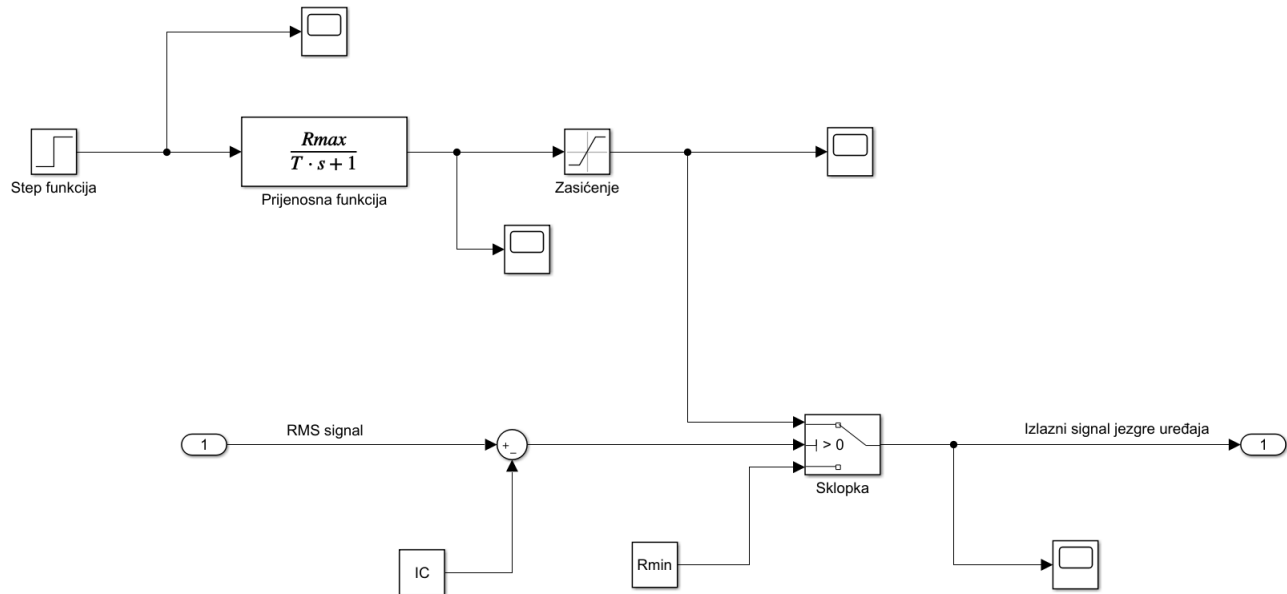 Step funkcija
Rmax
T · s + 1
Prijenosna funkcija
Zasićenje
1
RMS signal
+
−
IC
Rmin
> 0
Sklopka
Izlazni signal jezgre uređaja
1